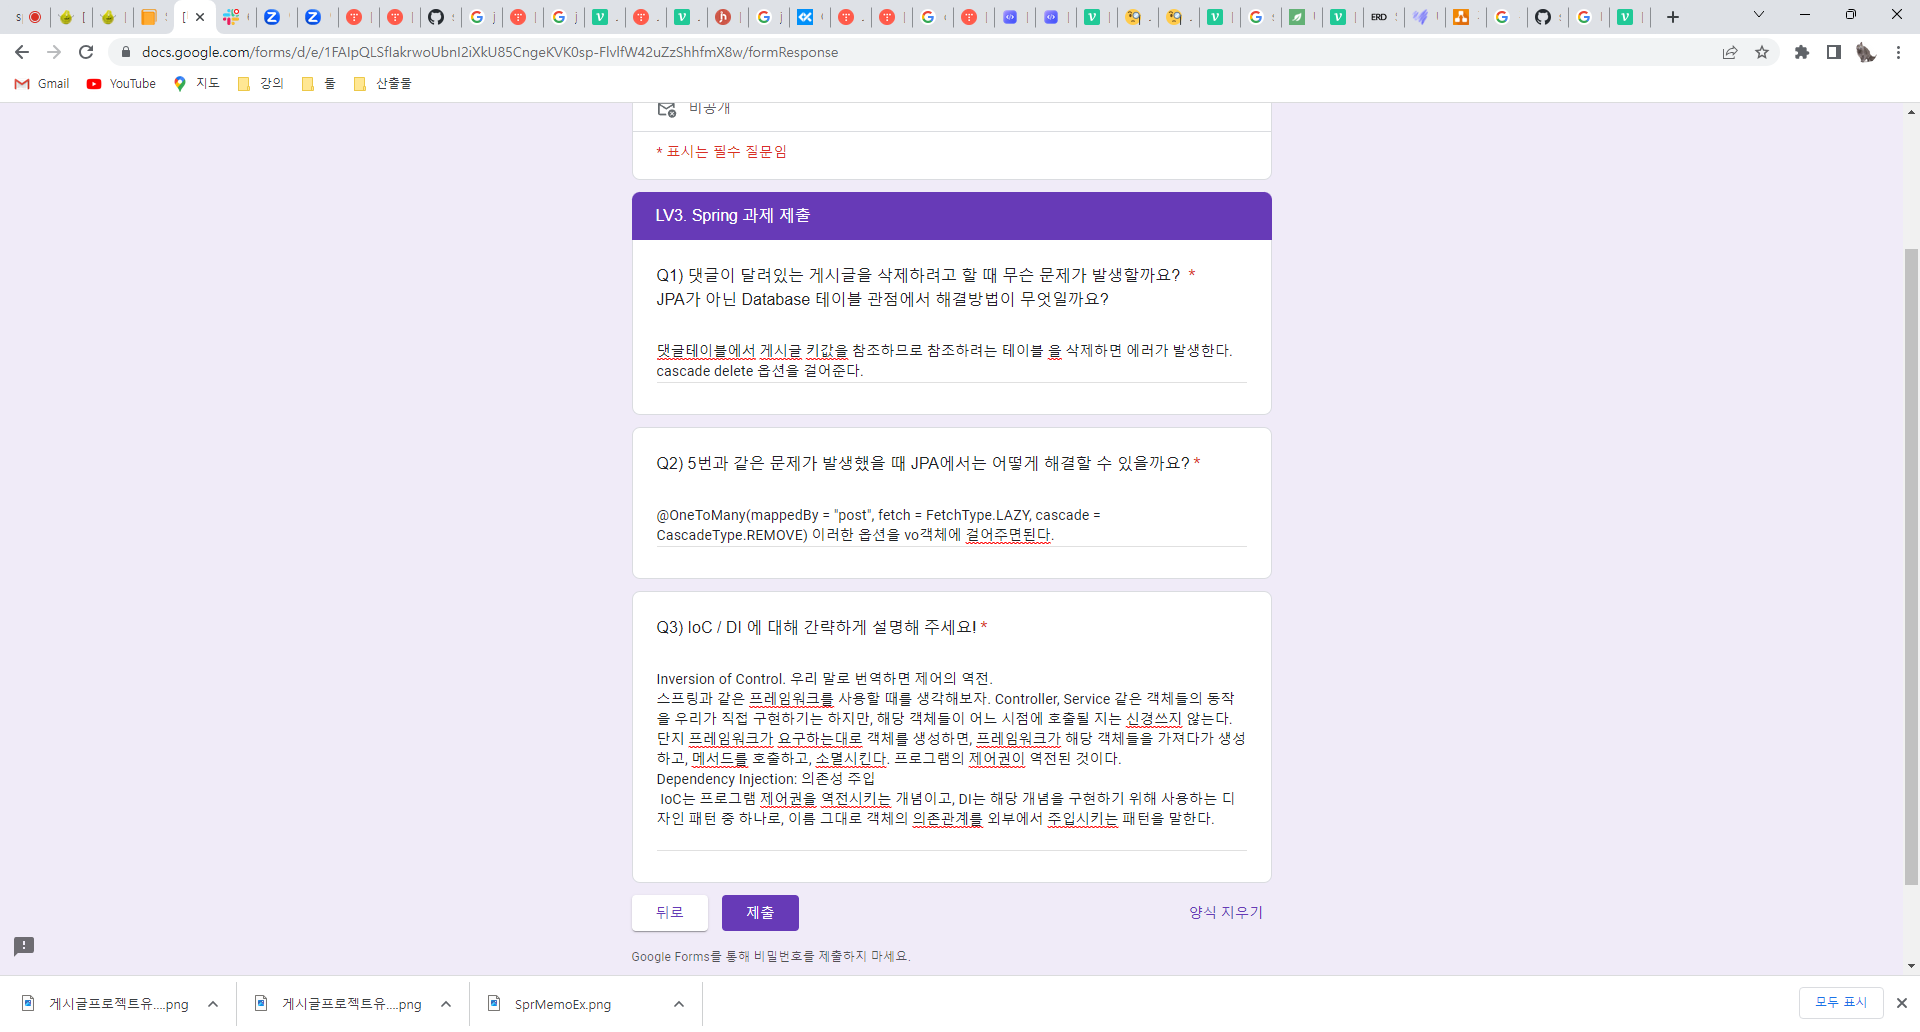 docs.google.com/forms/d/e/1FAIpQLSfIakrwoUbnI2iXkU85CngeKVK0sp-FlvlfW42uZzShhfmX8w/formResponse
Gmail YouTube 지도 강의 둘 산출물
비공개
* 표시는 필수 질문임
LV3. Spring 과제 제출
Q1) 댓글이 달려있는 게시글을 삭제하려고 할 때 무슨 문제가 발생할까요? *
JPA가 아닌 Database 테이블 관점에서 해결방법이 무엇일까요?
댓글테이블에서 게시글 키값을 참조하므로 참조하려는 테이블 을 삭제하면 에러가 발생한다.
cascade delete 옵션을 걸어준다.
Q2) 5번과 같은 문제가 발생했을 때 JPA에서는 어떻게 해결할 수 있을까요? *
@OneToMany(mappedBy = "post", fetch = FetchType.LAZY, cascade =
CascadeType.REMOVE) 이러한 옵션을 vo객체에 걸어주면된다.
Q3) IoC / DI 에 대해 간략하게 설명해 주세요! *
Inversion of Control. 우리 말로 번역하면 제어의 역전.
스프링과 같은 프레임워크를 사용할 때를 생각해보자. Controller, Service 같은 객체들의 동작
을 우리가 직접 구현하기는 하지만, 해당 객체들이 어느 시점에 호출될 지는 신경쓰지 않는다.
단지 프레임워크가 요구하는대로 객체를 생성하면, 프레임워크가 해당 객체들을 가져다가 생성
하고, 메서드를 호출하고, 소멸시킨다. 프로그램의 제어권이 역전된 것이다.
Dependency Injection: 의존성 주입
IoC는 프로그램 제어권을 역전시키는 개념이고, DI는 해당 개념을 구현하기 위해 사용하는 디
자인 패턴 중 하나로, 이름 그대로 객체의 의존관계를 외부에서 주입시키는 패턴을 말한다.
뒤로 제출 양식 지우기
Google Forms를 통해 비밀번호를 제출하지 마세요.
게시글프로젝트유....png 게시글프로젝트유....png SprMemoEx.png 모두 표시